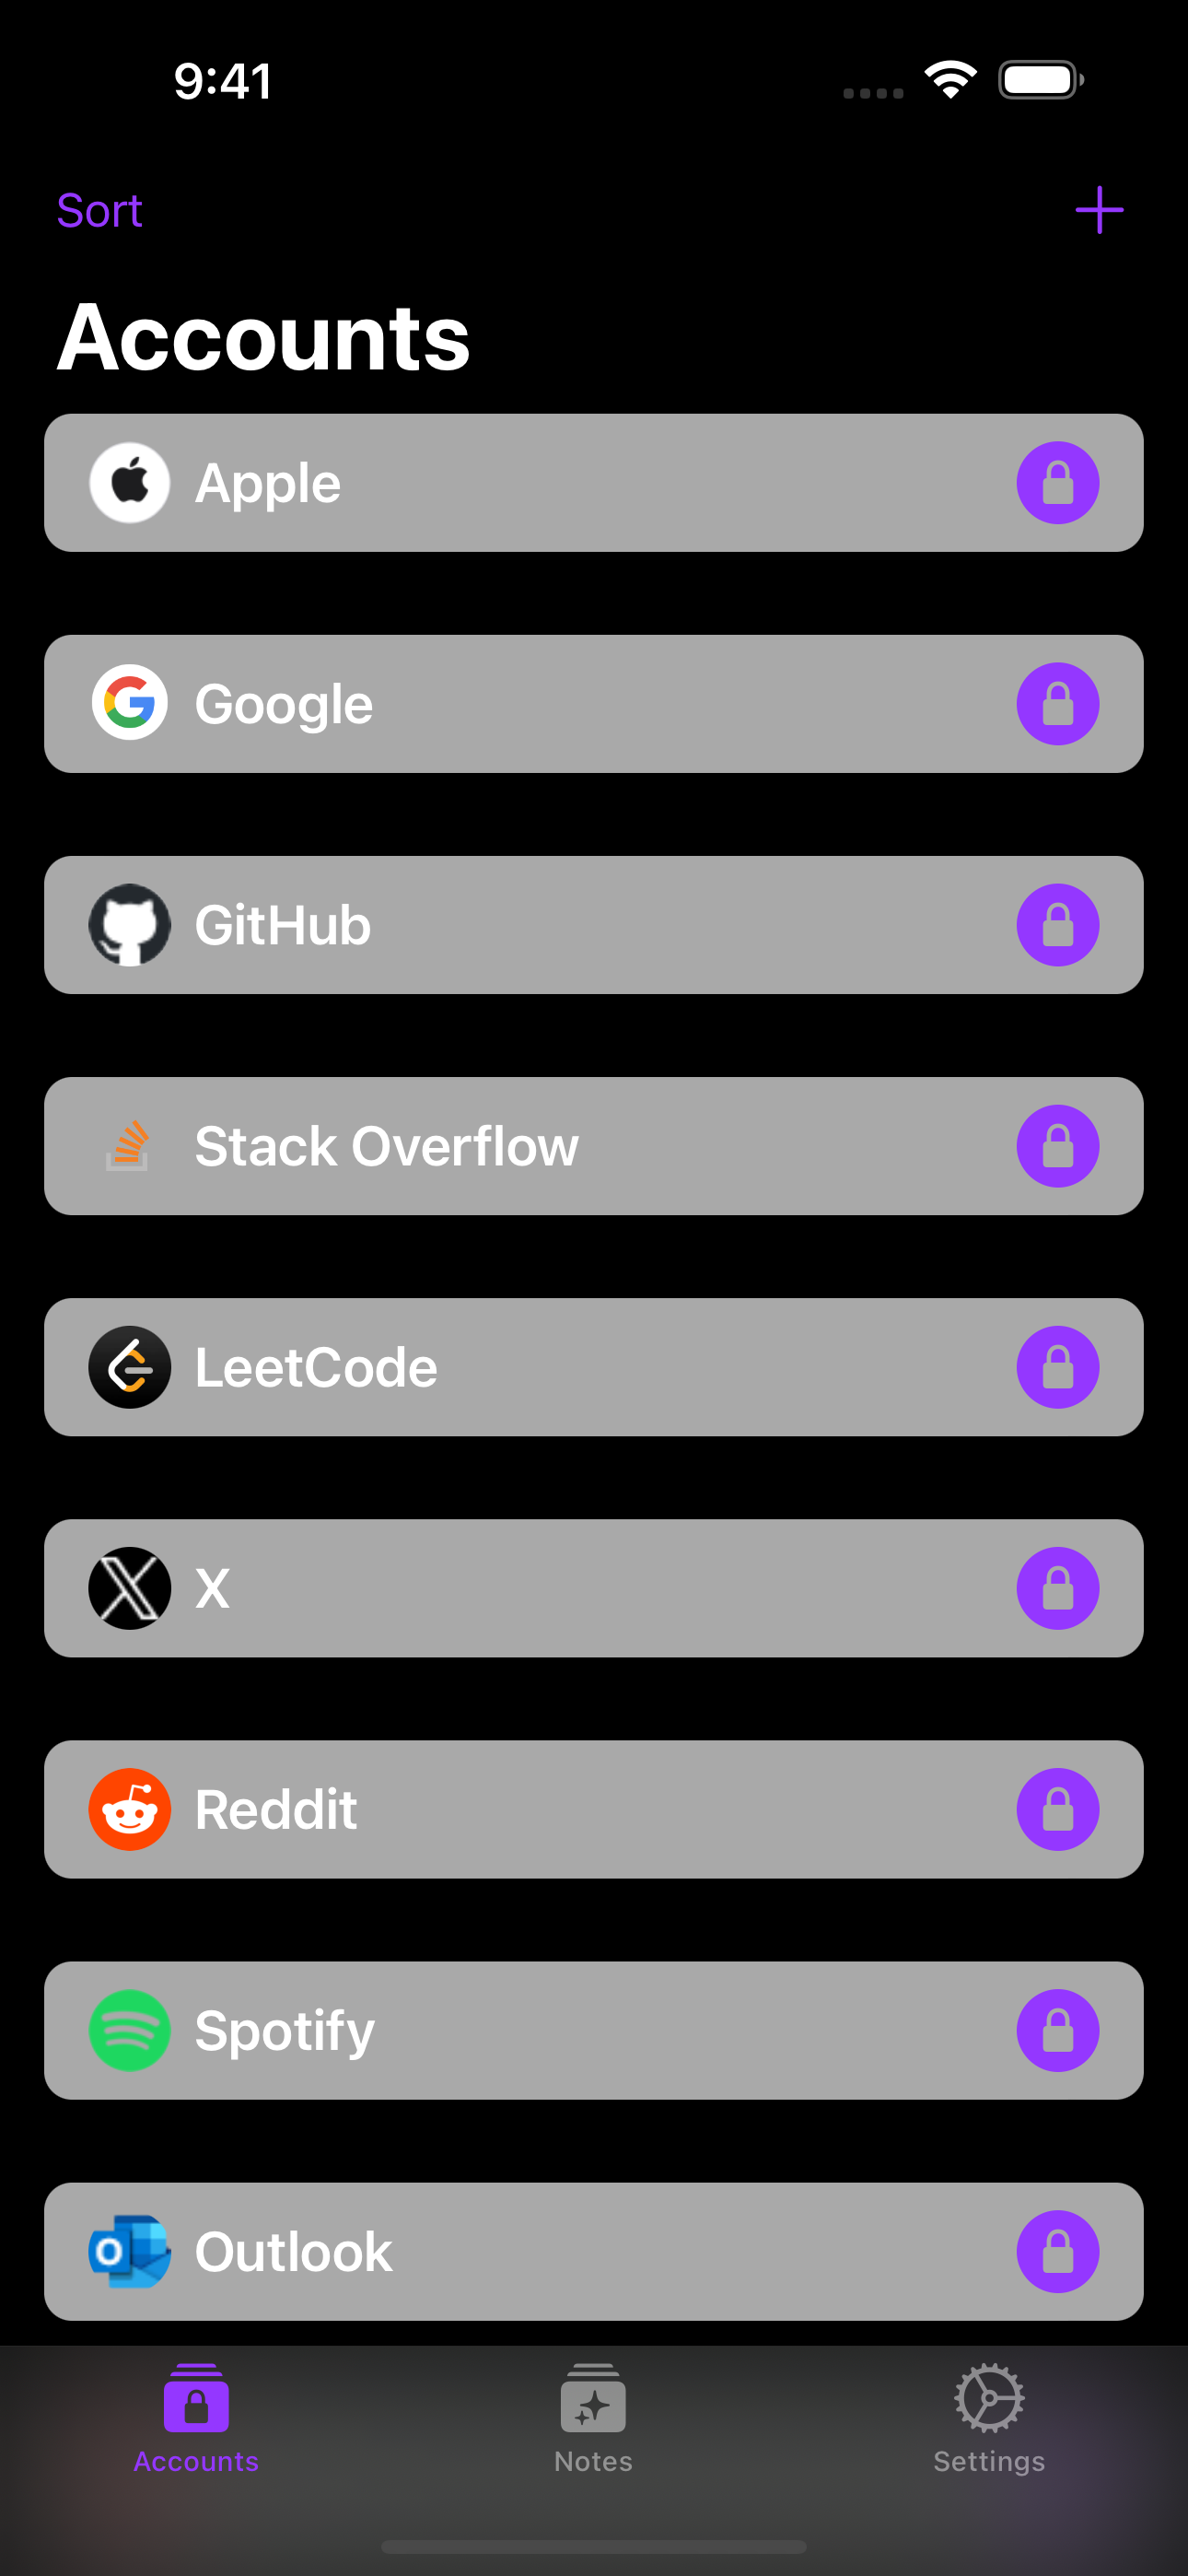 9:41
Sort
Accounts
Apple
Google
GitHub
Stack Overflow
LeetCode
X
Reddit
Spotify
Outlook
Accounts
Notes
Settings